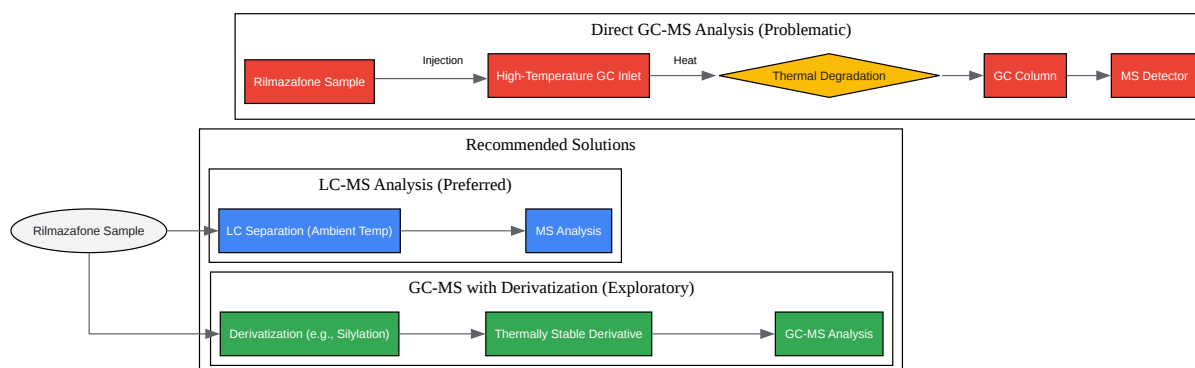 Direct GC-MS Analysis (Problematic)
Rilmazafone Sample
Injection
High-Temperature GC Inlet
Heat
Thermal Degradation
GC Column
MS Detector
Recommended Solutions
LC-MS Analysis (Preferred)
Rilmazafone Sample
LC Separation (Ambient Temp)
MS Analysis
GC-MS with Derivatization (Exploratory)
Derivatization (e.g., Silylation)
Thermally Stable Derivative
GC-MS Analysis